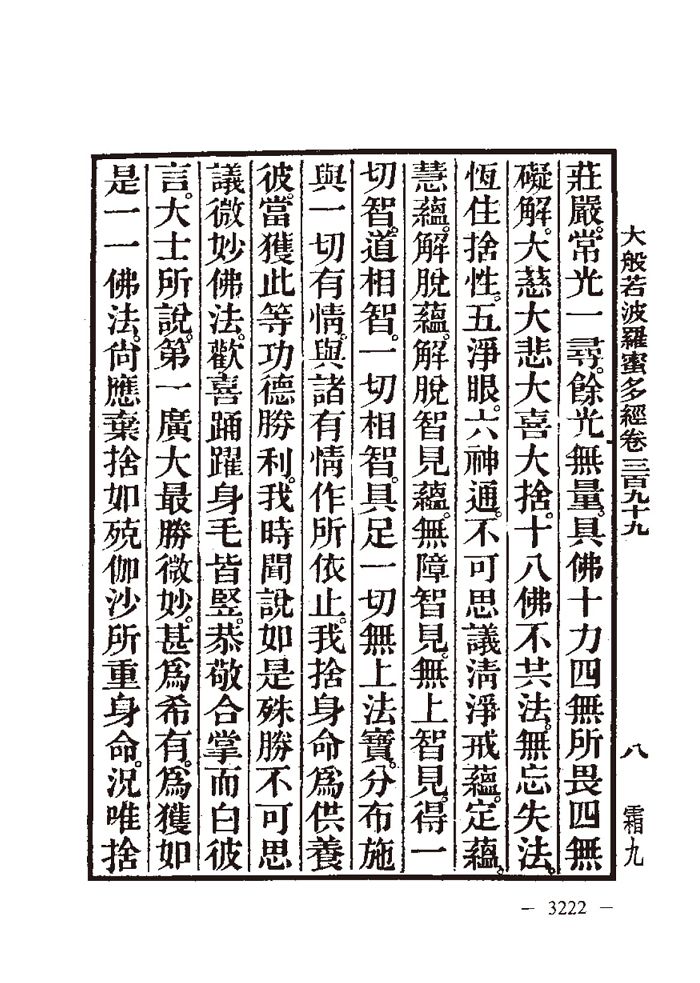 大般若波羅蜜多經卷三百九十九 八 霜九
莊嚴。常光一尋。餘光無量。具佛十力四無所畏四無
礙解。大慈大悲大喜大捨。十八佛不共法。無忘失法。
恆住捨性。五淨眼。六神通。不可思議清淨戒蘊。定蘊。
慧蘊。解脫蘊。解脫智見蘊。無障智見。無上智見。得一
切智。道相智。一切相智。具足一切無上法寶。分布施
與一切有情。與諸有情作所依止。我捨身命為供養
彼。當獲此等功德勝利。我時聞說如是殊勝不可思
議微妙佛法。歡喜踊躍身毛皆豎。恭敬合掌而白彼
言。大士所說。第一廣大最勝微妙。甚為希有。為獲如
是一一佛法。尙應棄捨如殑伽沙所重身命。況唯捨
— 3222 —